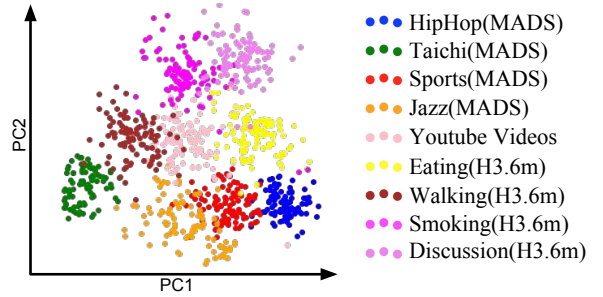 PC2
PC1
HipHop(MADS)
Taichi(MADS)
Sports(MADS)
Jazz(MADS)
Youtube Videos
Eating(H3.6m)
Walking(H3.6m)
Smoking(H3.6m)
Discussion(H3.6m)